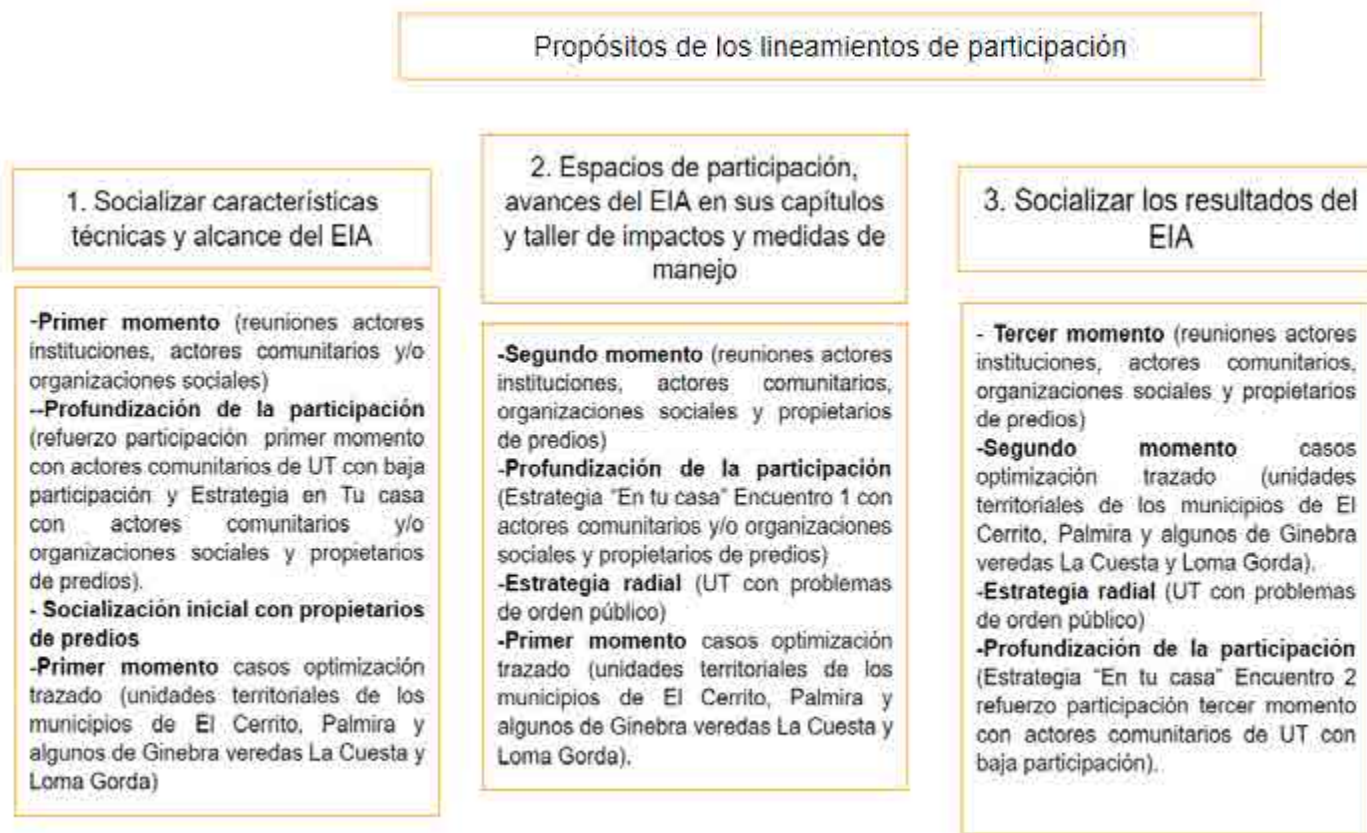 Propósitos de los lineamientos de participación
1. Socializar características
técnicas y alcance del EIA
-Primer momento (reuniones actores
instituciones, actores comunitarios y/o
organizaciones sociales)
--Profundización de la participación
(refuerzo participación primer momento
con actores comunitarios de UT con baja
participación y Estrategia en Tu casa
con actores comunitarios y/o
organizaciones sociales y propietarios
de predios).
- Socialización inicial con propietarios
de predios
-Primer momento casos optimización
trazado (unidades territoriales de los
municipios de El Cerrito, Palmira y
algunos de Ginebra veredas La Cuesta y
Loma Gorda)
2. Espacios de participación,
avances del EIA en sus capítulos
y taller de impactos y medidas de
manejo
-Segundo momento (reuniones actores
instituciones, actores comunitarios,
organizaciones sociales y propietarios
de predios)
-Profundización de la participación
(Estrategia "En tu casa" Encuentro 1 con
actores comunitarios y/o organizaciones
sociales y propietarios de predios)
-Estrategia radial (UT con problemas
de orden público)
-Primer momento casos optimización
trazado (unidades territoriales de los
municipios de El Cerrito, Palmira y
algunos de Ginebra veredas La Cuesta y
Loma Gorda).
3. Socializar los resultados del
EIA
- Tercer momento (reuniones actores
instituciones, actores comunitarios,
organizaciones sociales y propietarios
de predios)
-Segundo momento casos
optimización trazado (unidades
territoriales de los municipios de El
Cerrito, Palmira y algunos de Ginebra
veredas La Cuesta y Loma Gorda).
-Estrategia radial (UT con problemas
de orden público)
-Profundización de la participación
(Estrategia "En tu casa" Encuentro 2
refuerzo participación tercer momento
con actores comunitarios de UT con
baja participación).